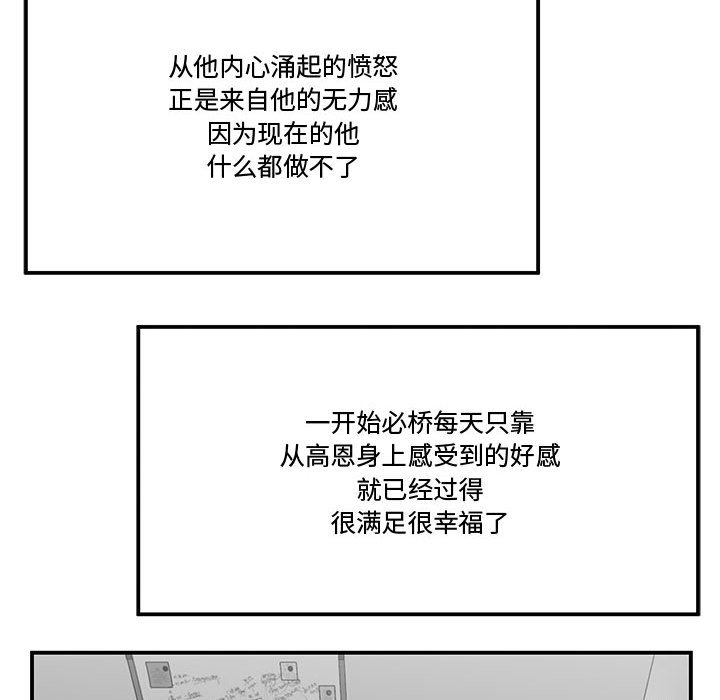 从他内心涌起的愤怒
正是来自他的无力感
因为现在的他
什么都做不了
一开始必桥每天只靠
从高恩身上感受到的好感
就已经过得
很满足很幸福了